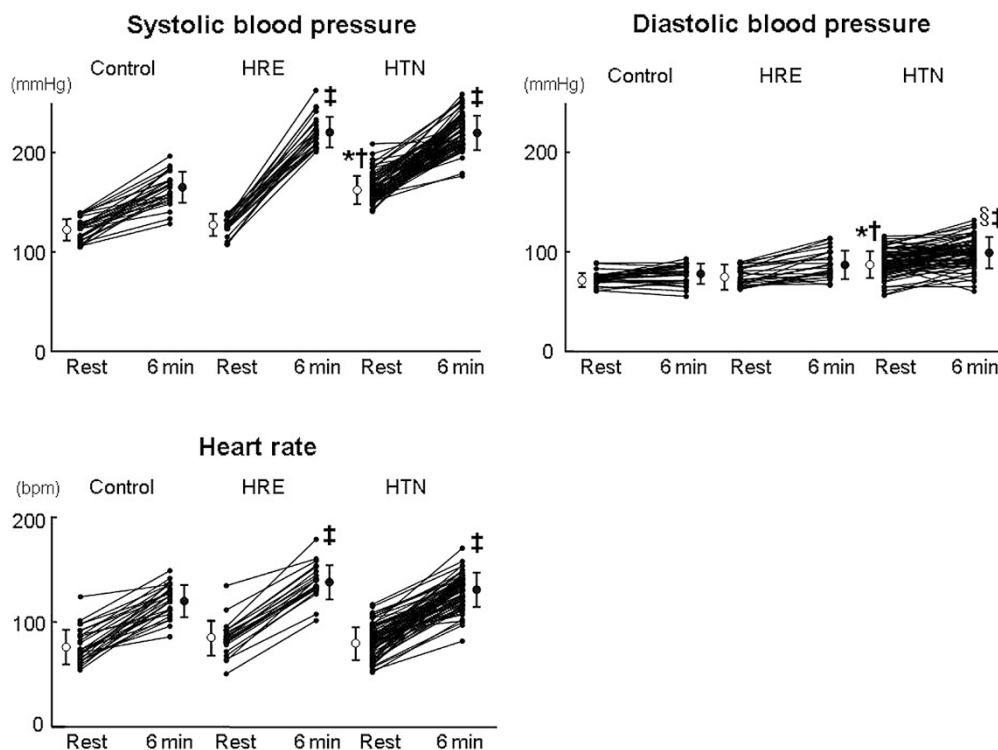 Systolic blood pressure
Control HRE HTN
(mmHg)
‡ ‡
200
*†
100
0
Rest 6 min Rest 6 min Rest 6 min
Diastolic blood pressure
Control HRE HTN
(mmHg)
200
*† §‡
100
0
Rest 6 min Rest 6 min Rest 6 min
Heart rate
(bpm) Control HRE HTN
200
‡ ‡
100
0
Rest 6 min Rest 6 min Rest 6 min